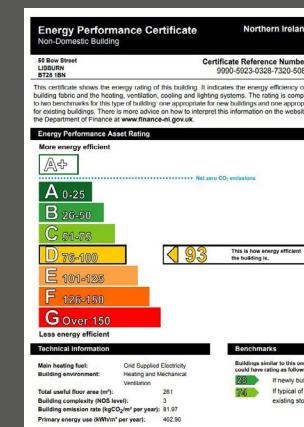 Energy Performance Certificate
Northern Irelan
Non-Domestic Building
50 Bow Street
LISBURN
BT28 1BN
Certificate Reference Numbe
9990-5923-0328-7320-508
This certificate shows the energy rating of this building. It indicates the energy efficiency o
building fabric and the heating, ventilation, cooling and lighting systems. The rating is comp
to two benchmarks for this type of building: one appropriate for new buildings and one approp
for existing buildings. There is more advice on how to interpret this information on the websit
the Department of Finance at www.finance-ni.gov.uk.
Energy Performance Asset Rating
More energy efficient
A+
Net zero CO₂ emissions
A 0-25
B 26-50
C 51-75
D 76-100
93
This is how energy efficient
the building is.
E 101-125
F 126-150
G Over 150
Less energy efficient
Technical Information
Main heating fuel: Grid Supplied Electricity
Building environment: Heating and Mechanical
Ventilation
Total useful floor area (m²): 261
Building complexity (NOS level): 3
Building emission rate (kgCO₂/m² per year): 81.97
Primary energy use (kWh/m² per year): 462.96
Benchmarks
Buildings similar to this one
could have rating as follow
If newly buil
74 If typical of
existing sto